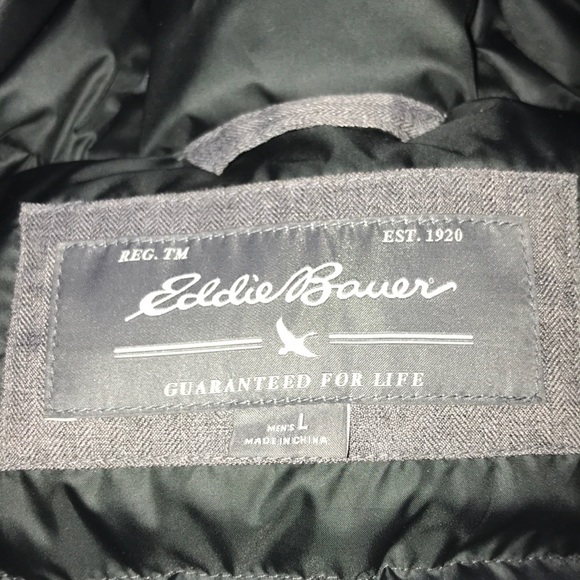 REG. TM
EST. 1920
Eddie Bauer®
GUARANTEED FOR LIFE
MEN'S L
MADE IN CHINA